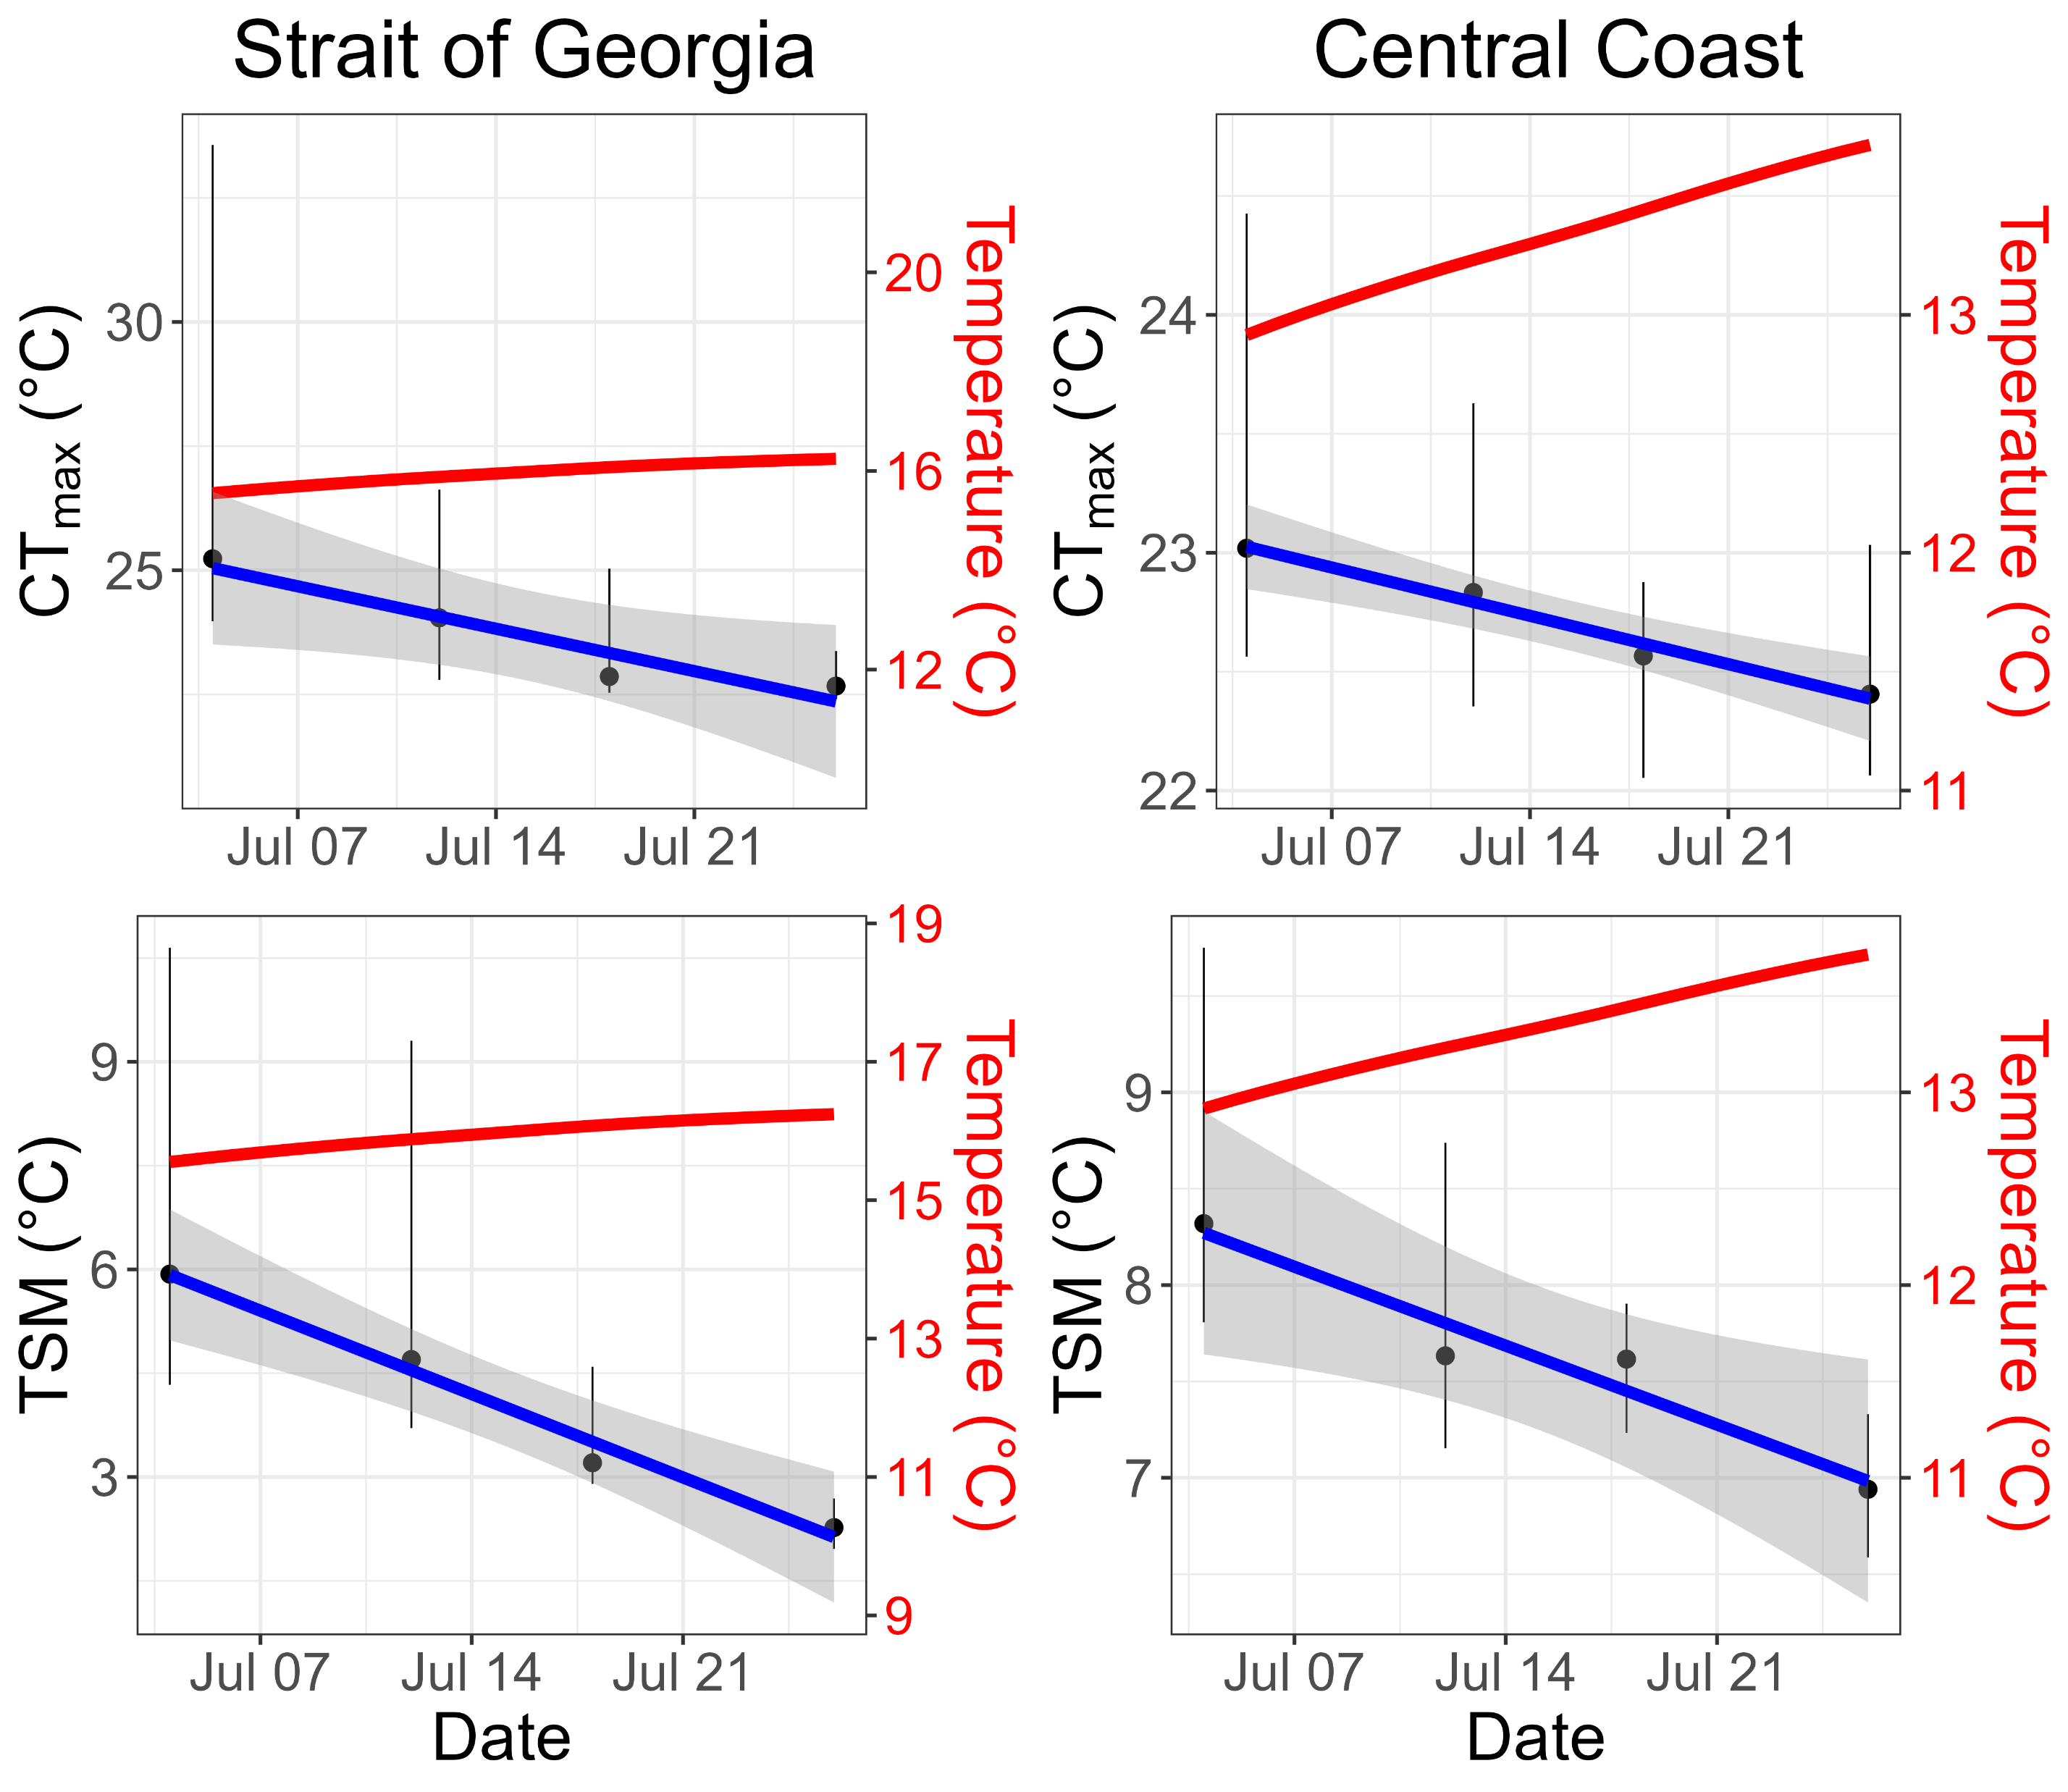 Strait of Georgia
Central Coast
CTmax (°C)
30
25
20
16
12
Temperature (°C)
Jul 07 Jul 14 Jul 21
CTmax (°C)
24
23
22
13
12
11
Temperature (°C)
Jul 07 Jul 14 Jul 21
TSM (°C)
9
6
3
19
17
15
13
11
9
Temperature (°C)
Jul 07 Jul 14 Jul 21
Date
TSM (°C)
9
8
7
13
12
11
Temperature (°C)
Jul 07 Jul 14 Jul 21
Date